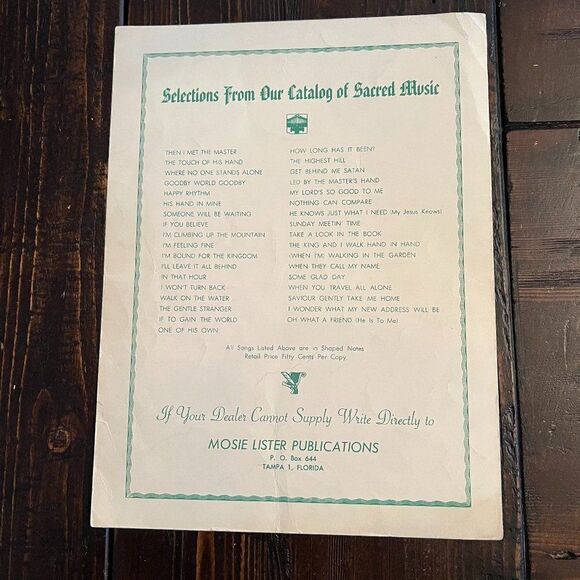 Selections From Our Catalog of Sacred Music
THEN I MET THE MASTER
THE TOUCH OF HIS HAND
WHERE NO ONE STANDS ALONE
GOODBY WORLD GOODBY
HAPPY RHYTHM
HIS HAND IN MINE
SOMEONE WILL BE WAITING
IF YOU BELIEVE
I'M CLIMBING UP THE MOUNTAIN
I'M FEELING FINE
I'M BOUND FOR THE KINGDOM
I'LL LEAVE IT ALL BEHIND
IN THAT HOUR
I WON'T TURN BACK
WALK ON THE WATER
THE GENTLE STRANGER
IF TO GAIN THE WORLD
ONE OF HIS OWN
HOW LONG HAS IT BEEN?
THE HIGHEST HILL
GET BEHIND ME SATAN
LED BY THE MASTER'S HAND
MY LORD'S SO GOOD TO ME
NOTHING CAN COMPARE
HE KNOWS JUST WHAT I NEED (My Jesus Knows)
SUNDAY MEETIN' TIME
TAKE A LOOK IN THE BOOK
THE KING AND I WALK HAND IN HAND
(WHEN I'M) WALKING IN THE GARDEN
WHEN THEY CALL MY NAME
SOME GLAD DAY
WHEN YOU TRAVEL ALL ALONE
SAVIOUR GENTLY TAKE ME HOME
I WONDER WHAT MY NEW ADDRESS WILL BE
OH WHAT A FRIEND (He Is To Me)
All Songs Listed Above are in Shaped Notes
Retail Price Fifty Cents Per Copy
If Your Dealer Cannot Supply Write Directly to
MOSIE LISTER PUBLICATIONS
P. O. Box 644
TAMPA 1, FLORIDA